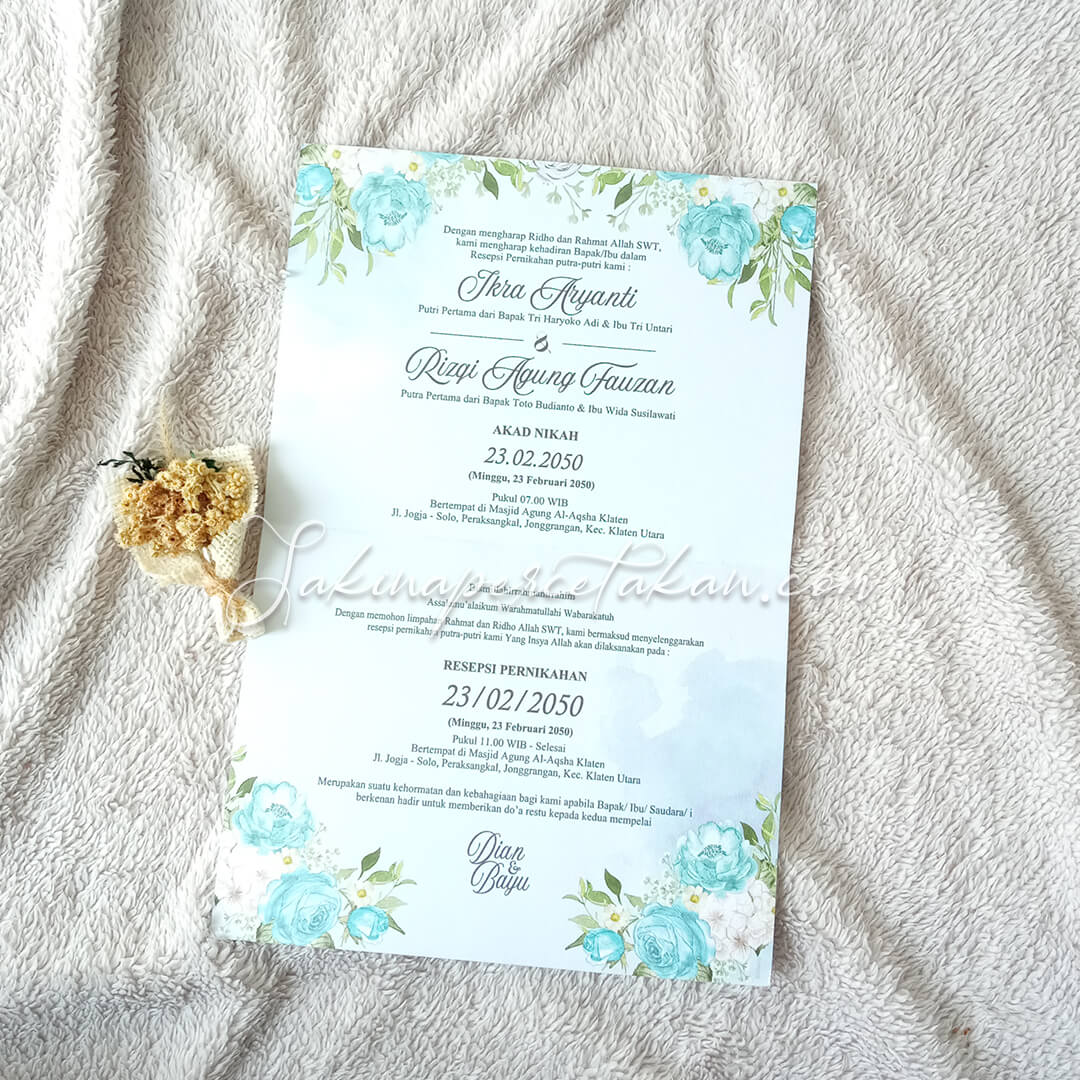 Dengan mengharap Ridho dan Rahmat Allah SWT,
kami mengharap kehadiran Bapak/Ibu dalam
Resepsi Pernikahan putra-putri kami :
Ikra Aryanti
Putri Pertama dari Bapak Tri Haryoko Adi & Ibu Tri Untari
&
Rizqi Agung Fauzan
Putra Pertama dari Bapak Toto Budianto & Ibu Wida Susilawati
AKAD NIKAH
23.02.2050
(Minggu, 23 Februari 2050)
Pukul 07.00 WIB
Bertempat di Masjid Agung Al-Aqsha Klaten
Jl. Jogja - Solo, Peraksangkal, Jonggrangan, Kec. Klaten Utara
Sakinapercetakan.com
Assalamu'alaikum Warahmatullahi Wabarakatuh
Dengan memohon limpahan Rahmat dan Ridho Allah SWT, kami bermaksud menyelenggarakan
resepsi pernikahan putra-putri kami Yang Insya Allah akan dilaksanakan pada :
RESEPSI PERNIKAHAN
23/02/2050
(Minggu, 23 Februari 2050)
Pukul 11.00 WIB - Selesai
Bertempat di Masjid Agung Al-Aqsha Klaten
Jl. Jogja - Solo, Peraksangkal, Jonggrangan, Kec. Klaten Utara
Merupakan suatu kehormatan dan kebahagiaan bagi kami apabila Bapak/ Ibu/ Saudara/ i
berkenan hadir untuk memberikan do'a restu kepada kedua mempelai
Dian
&
Bayu